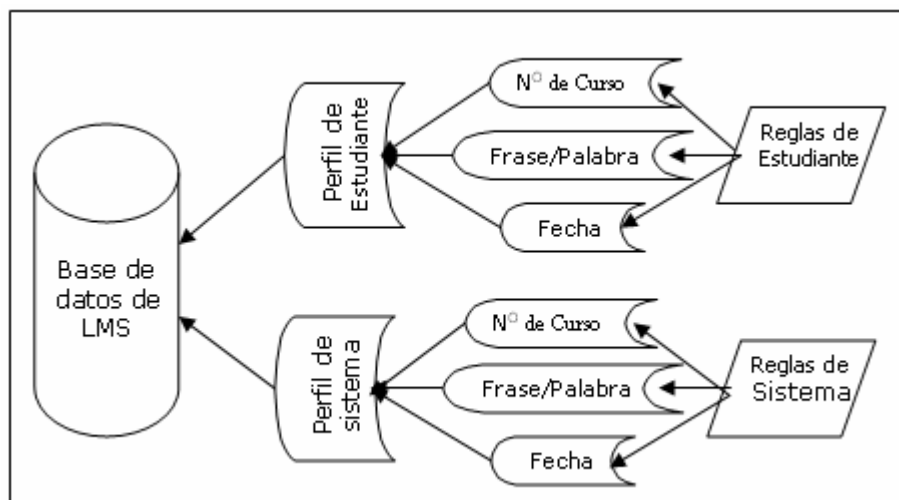 Base de
datos de
LMS
Perfil de
Estudiante
N° de Curso
Frase/Palabra
Fecha
Reglas de
Estudiante
Perfil de
sistema
N° de Curso
Frase/Palabra
Fecha
Reglas de
Sistema